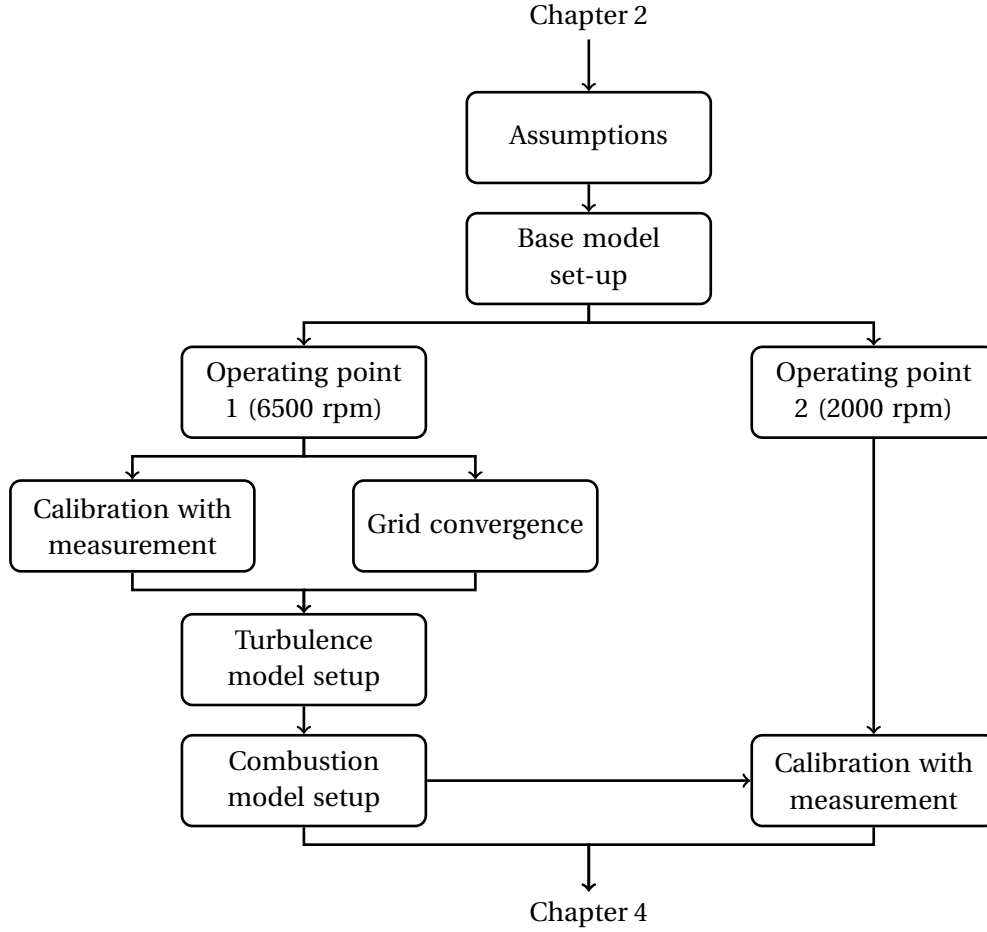 Chapter 2
Assumptions
Base model
set-up
Operating point
1 (6500 rpm)
Operating point
2 (2000 rpm)
Calibration with
measurement
Grid convergence
Turbulence
model setup
Combustion
model setup
Calibration with
measurement
Chapter 4